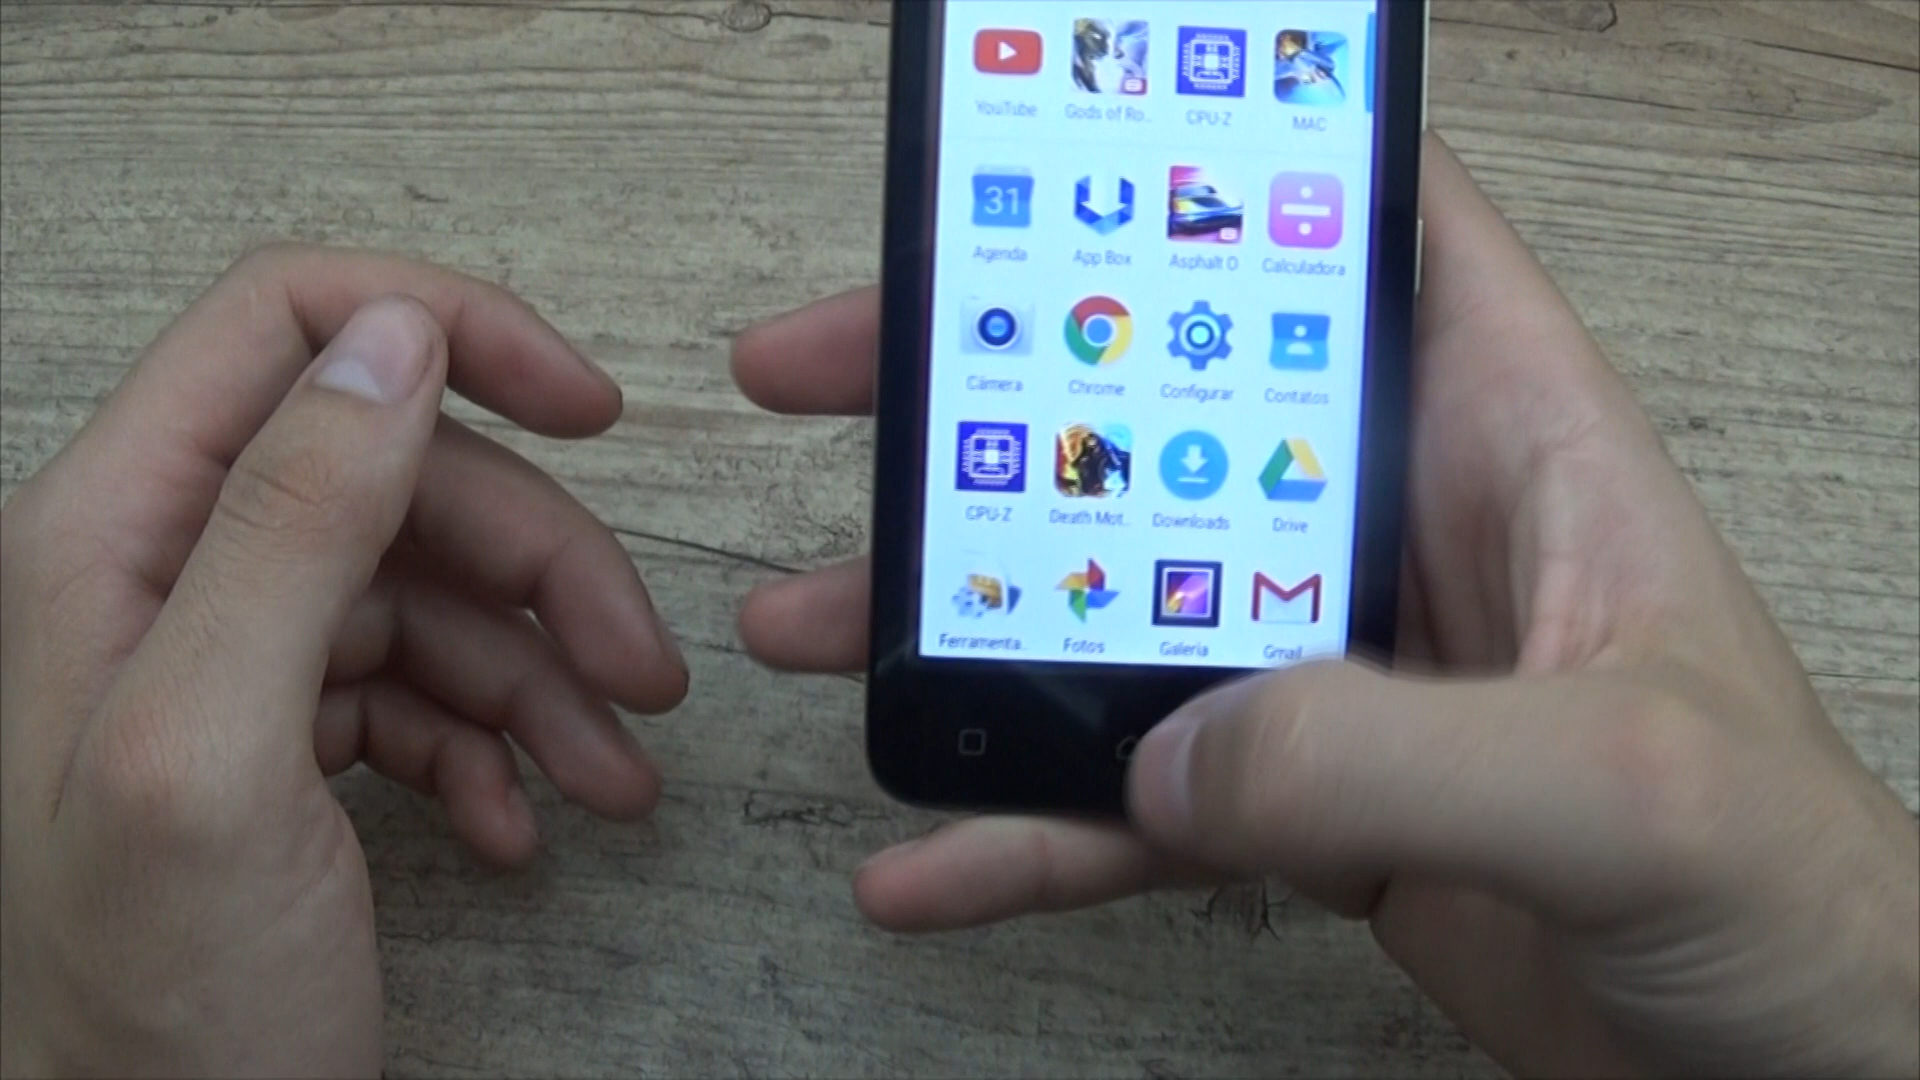 YouTube Gods of Ro.. CPU-Z MAC
31
Agenda App Box Asphalt O Calculadora
Câmera Chrome Configurar Contatos
CPU-Z Death Mot.. Downloads Drive
Ferramenta.. Fotos Galeria Gmail